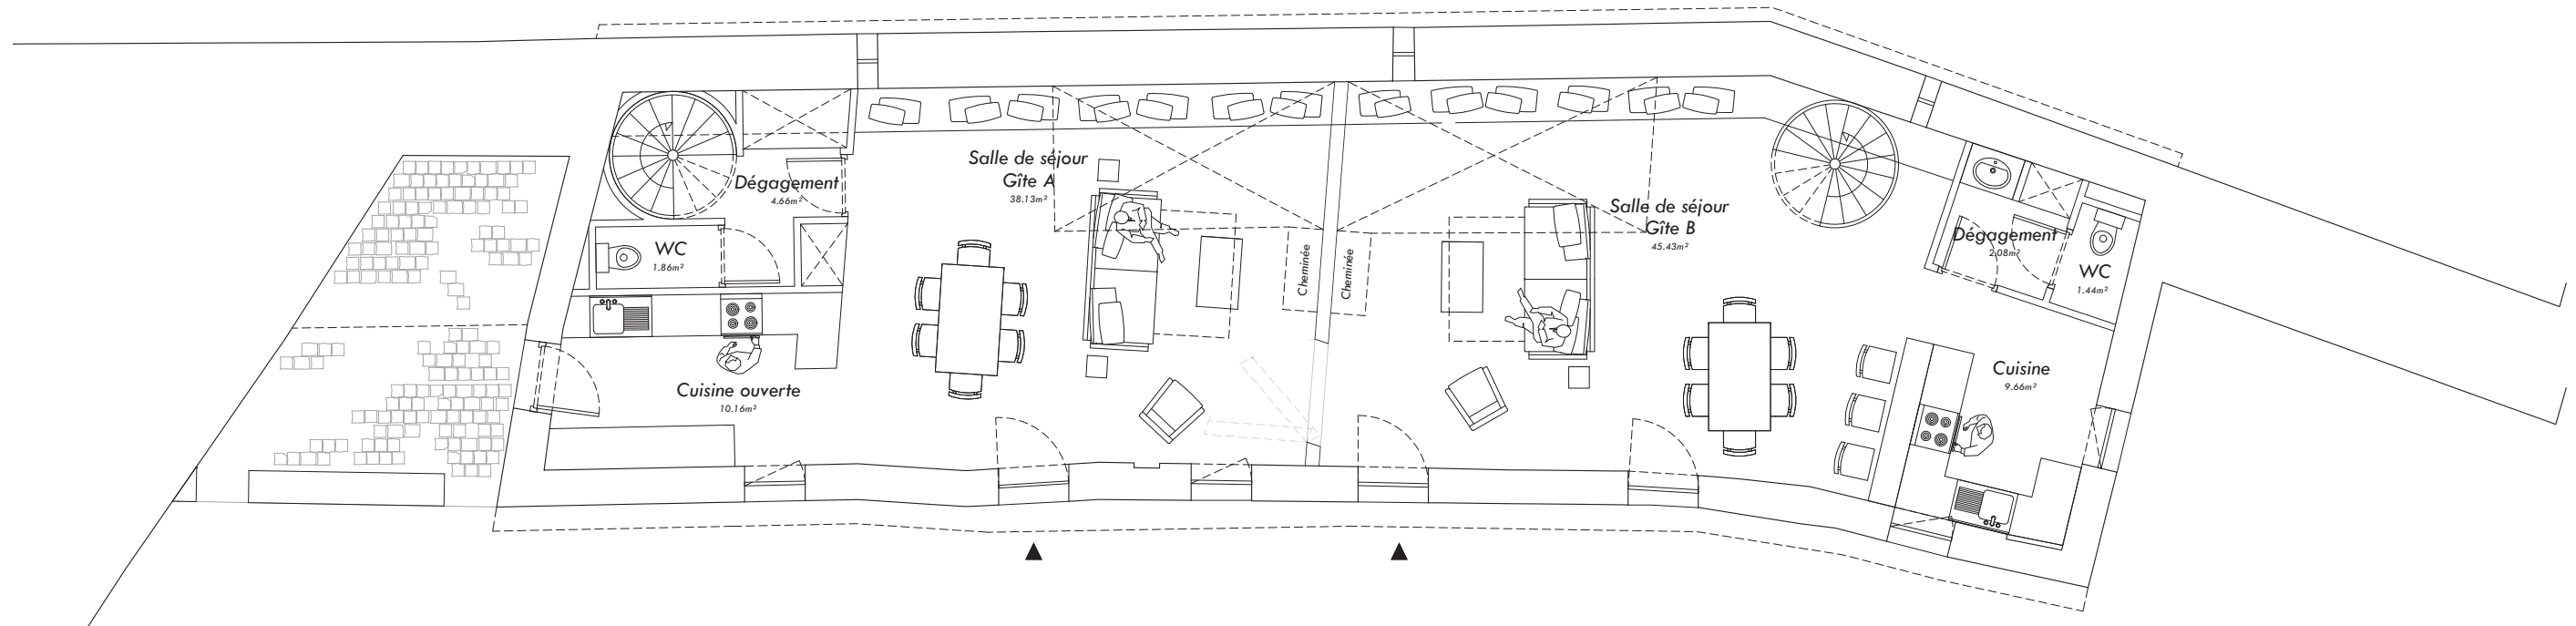 Salle de séjour
Gîte A
38.13m²
Dégagement
4.66m²
WC
1.86m²
Cuisine ouverte
10.16m²
Cheminée
Cheminée
Salle de séjour
Gîte B
45.43m²
Dégagement
2.08m²
WC
1.44m²
Cuisine
9.66m²